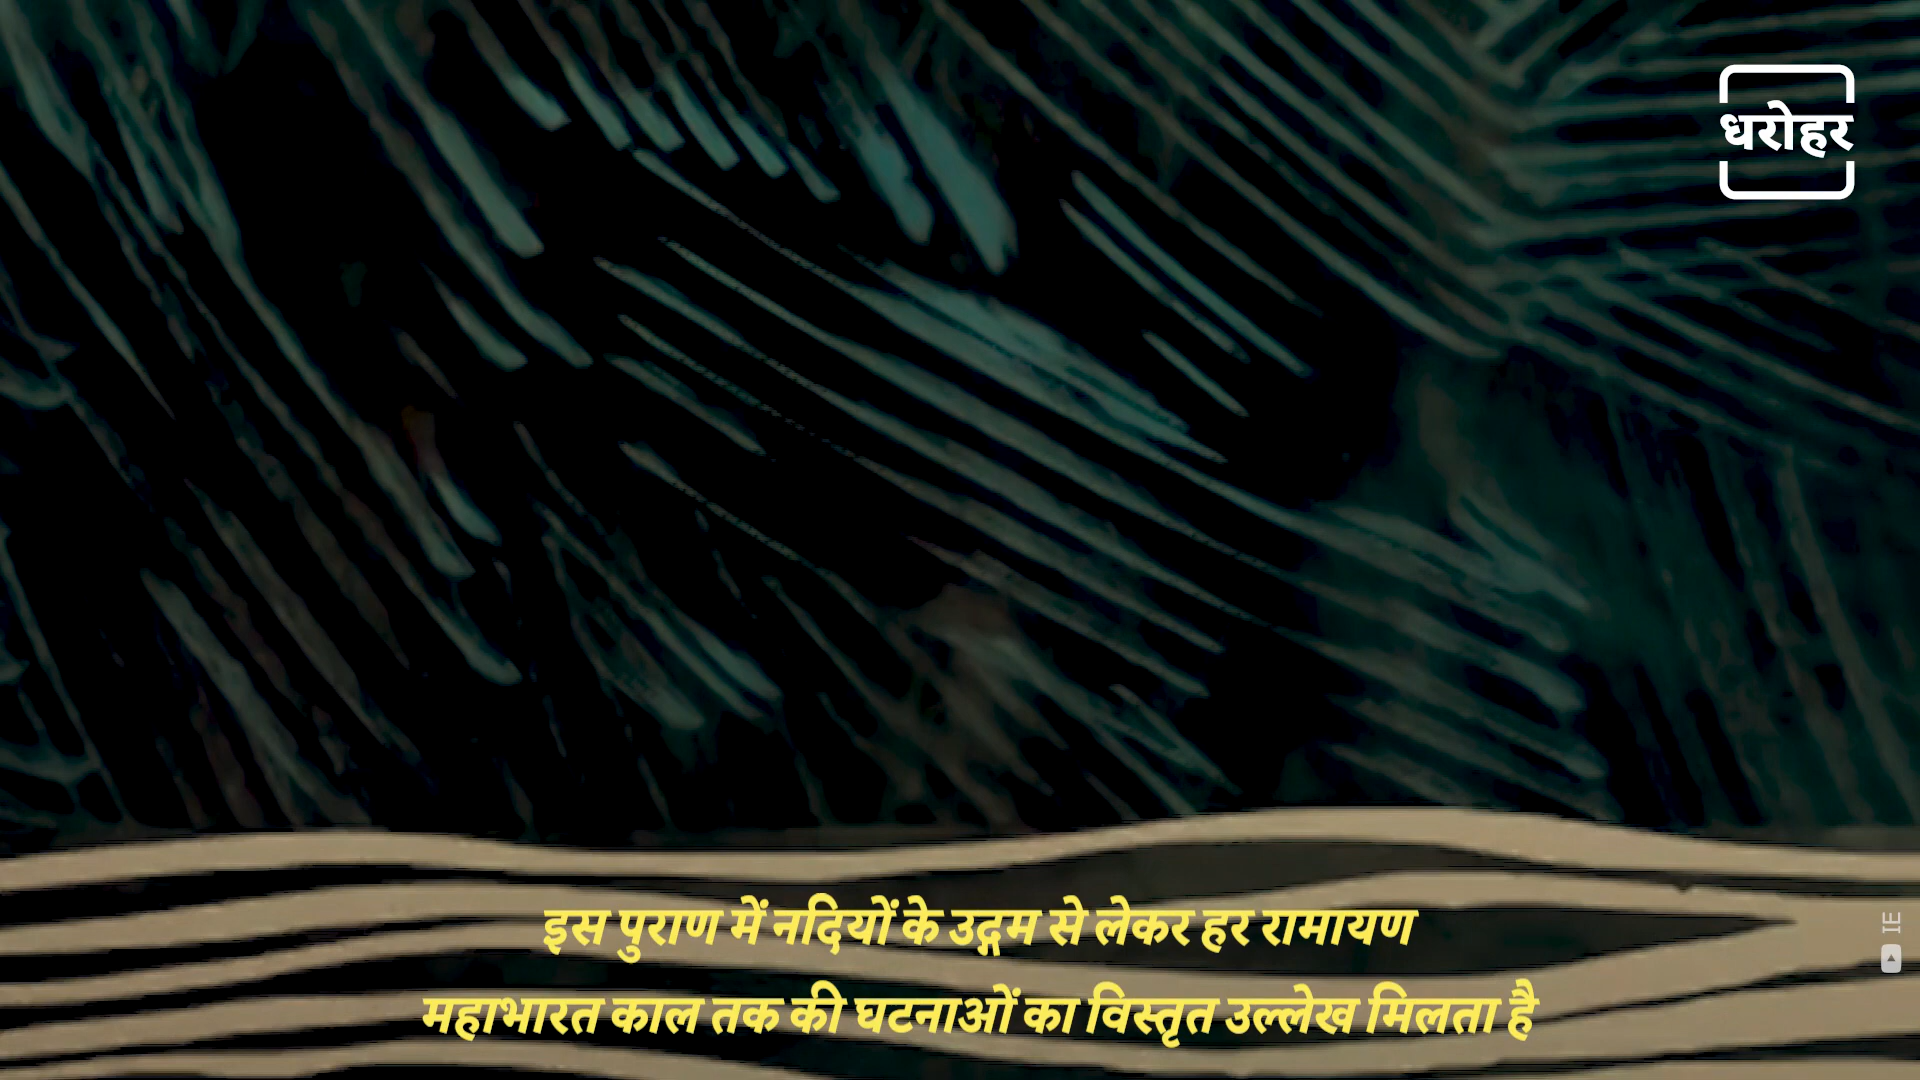 धरोहर
इस पुराण में नदियों के उद्गम से लेकर हर रामायण
महाभारत काल तक की घटनाओं का विस्तृत उल्लेख मिलता है
IE